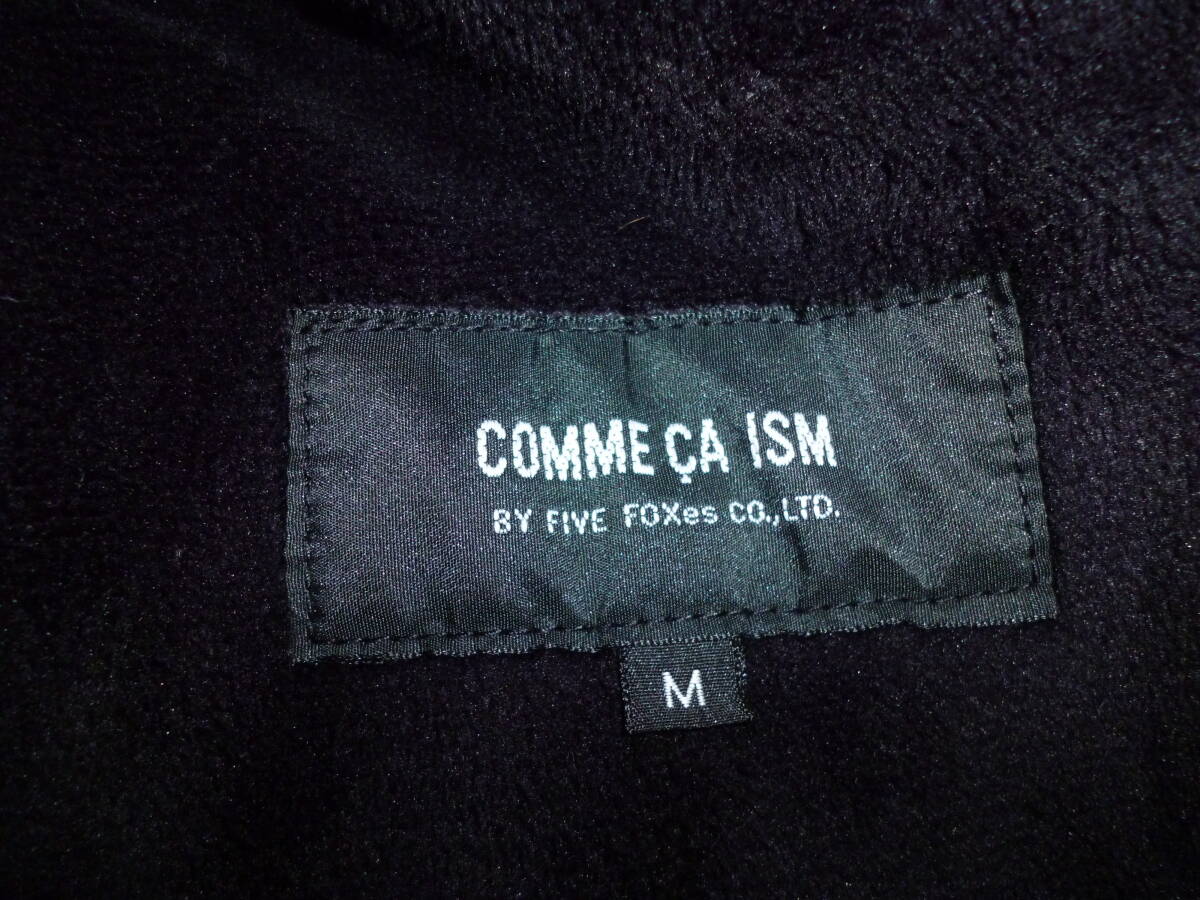 COMME ÇA ISM
BY FIVE FOXes CO.,LTD.
M